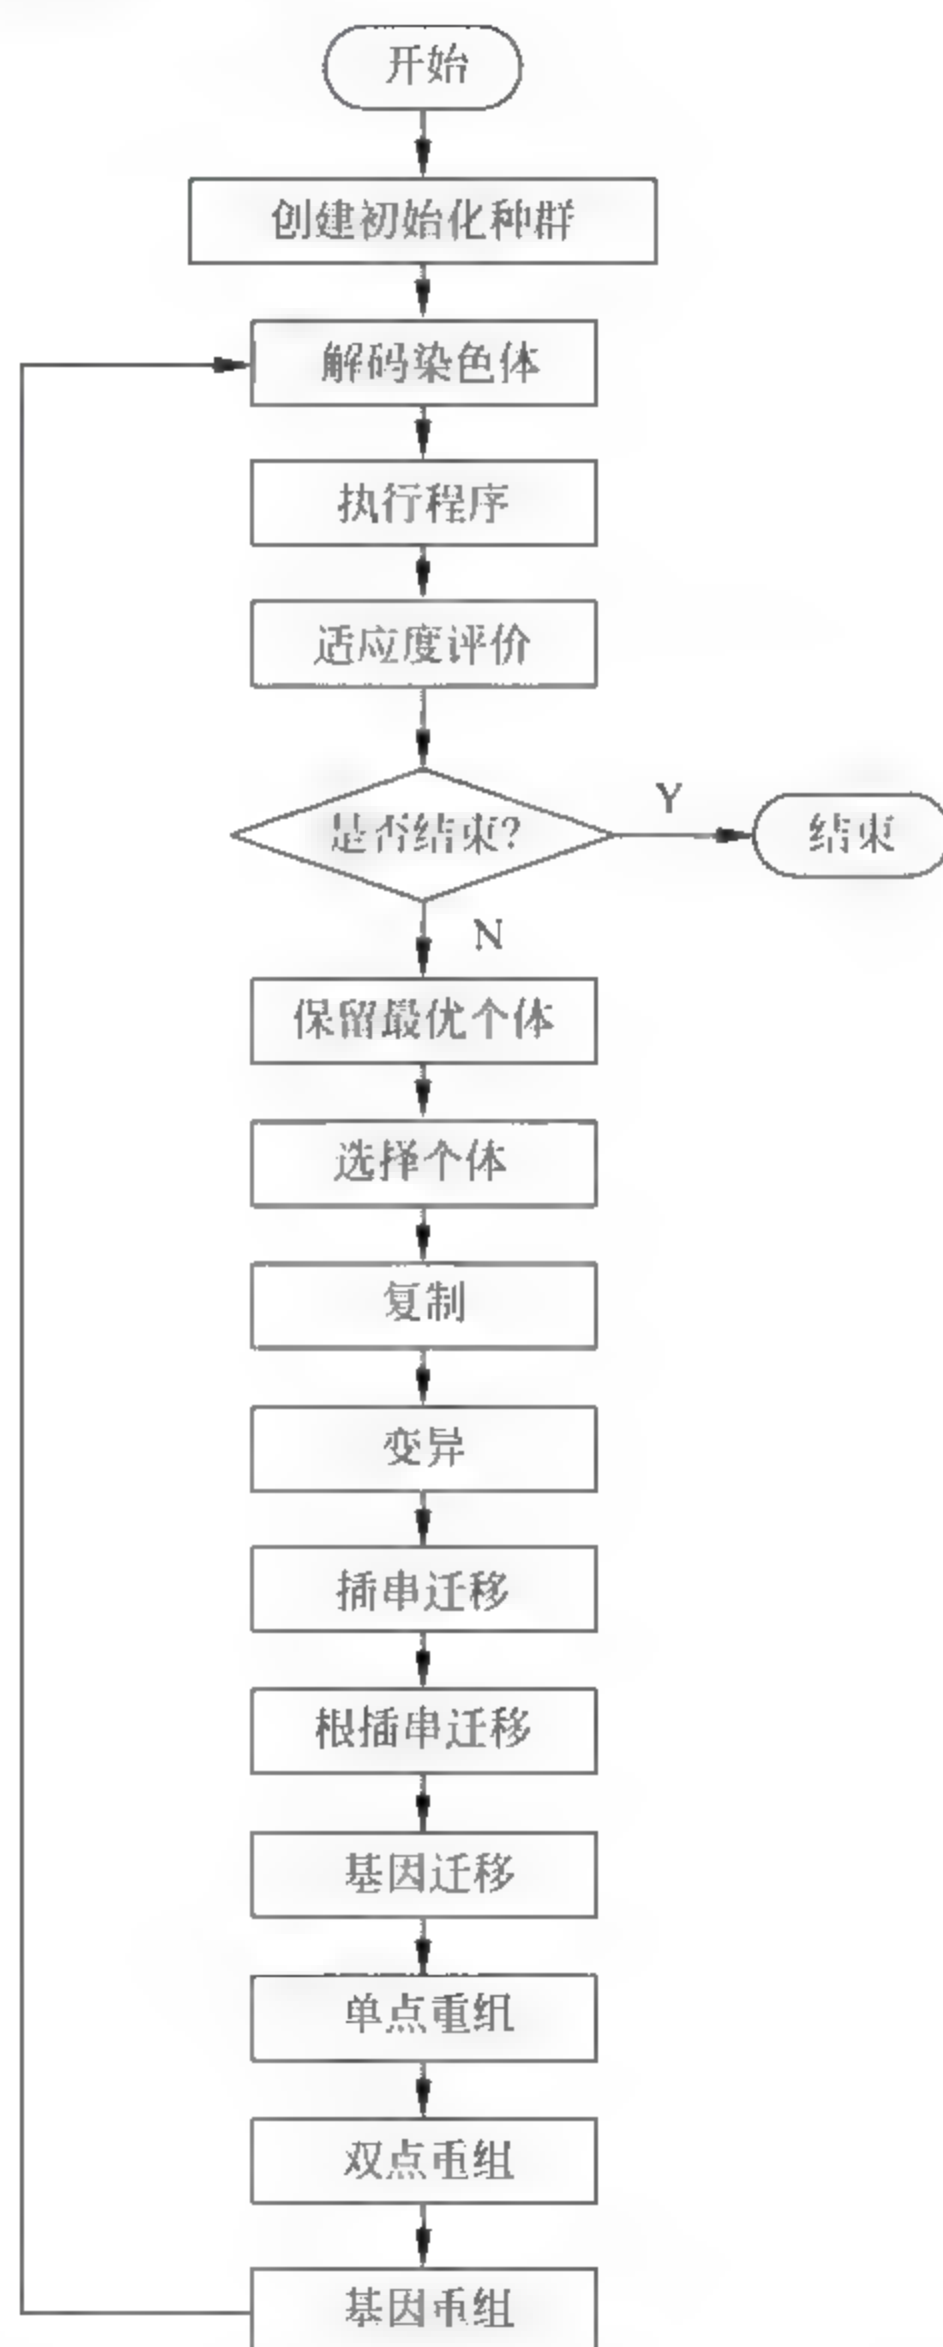 开始
创建初始化种群
解码染色体
执行程序
适应度评价
是否结束?
Y
结束
N
保留最优个体
选择个体
复制
变异
插串迁移
根插串迁移
基因迁移
单点重组
双点重组
基因重组